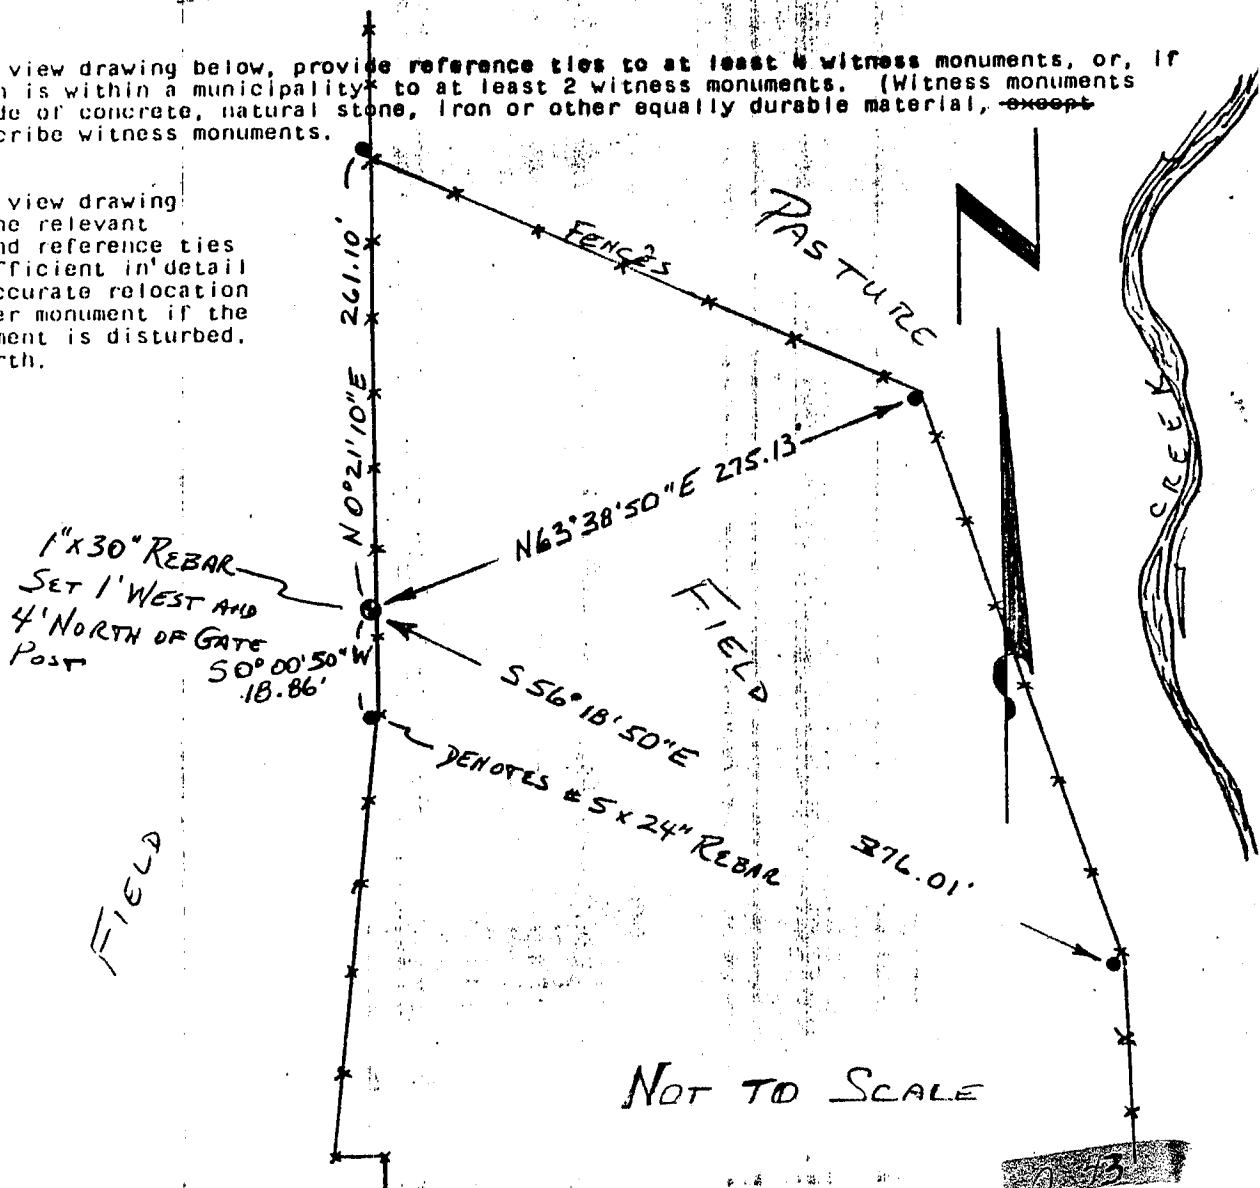 view drawing below, provide reference ties to at least 4 witness monuments, or, if
is within a municipality to at least 2 witness monuments. (Witness monuments
de of concrete, natural stone, iron or other equally durable material, except
cribe witness monuments.
view drawing
relevant
nd reference ties
fficient in detail
ccurate relocation
er monument if the
ment is disturbed.
rth.
N 0°21'10"E 261.10'
FENCES
PASTURE
N
CREEK
N63°38'50"E 275.13'
1"x30" REBAR
SET 1' WEST AND
4' NORTH OF GATE
POST
S0°00'50"W
18.86'
FIELD
S56°18'50"E
376.01'
DENOTES #5 x 24" REBAR
FIELD
NOT TO SCALE